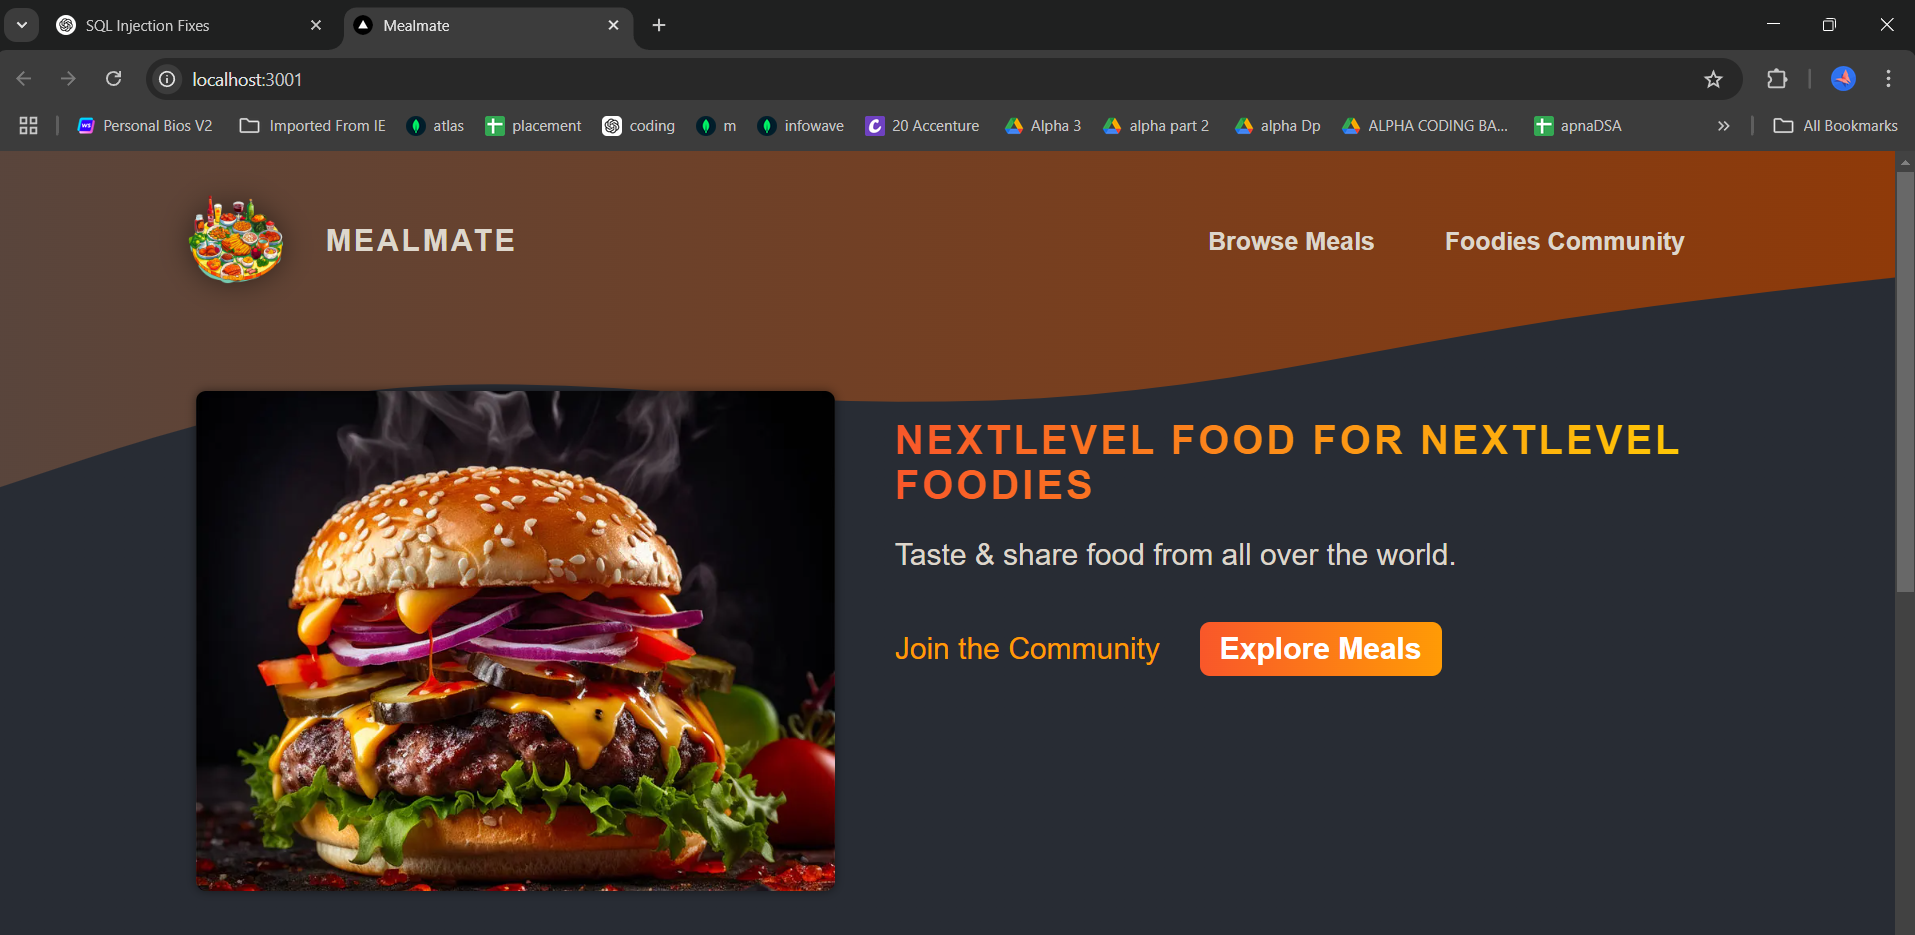 SQL Injection Fixes
Mealmate
localhost:3001
Personal Bios V2
Imported From IE
atlas
placement
coding
m
infowave
20 Accenture
Alpha 3
alpha part 2
alpha Dp
ALPHA CODING BA...
apnaDSA
All Bookmarks
MEALMATE
Browse Meals
Foodies Community
NEXTLEVEL FOOD FOR NEXTLEVEL
FOODIES
Taste & share food from all over the world.
Join the Community
Explore Meals